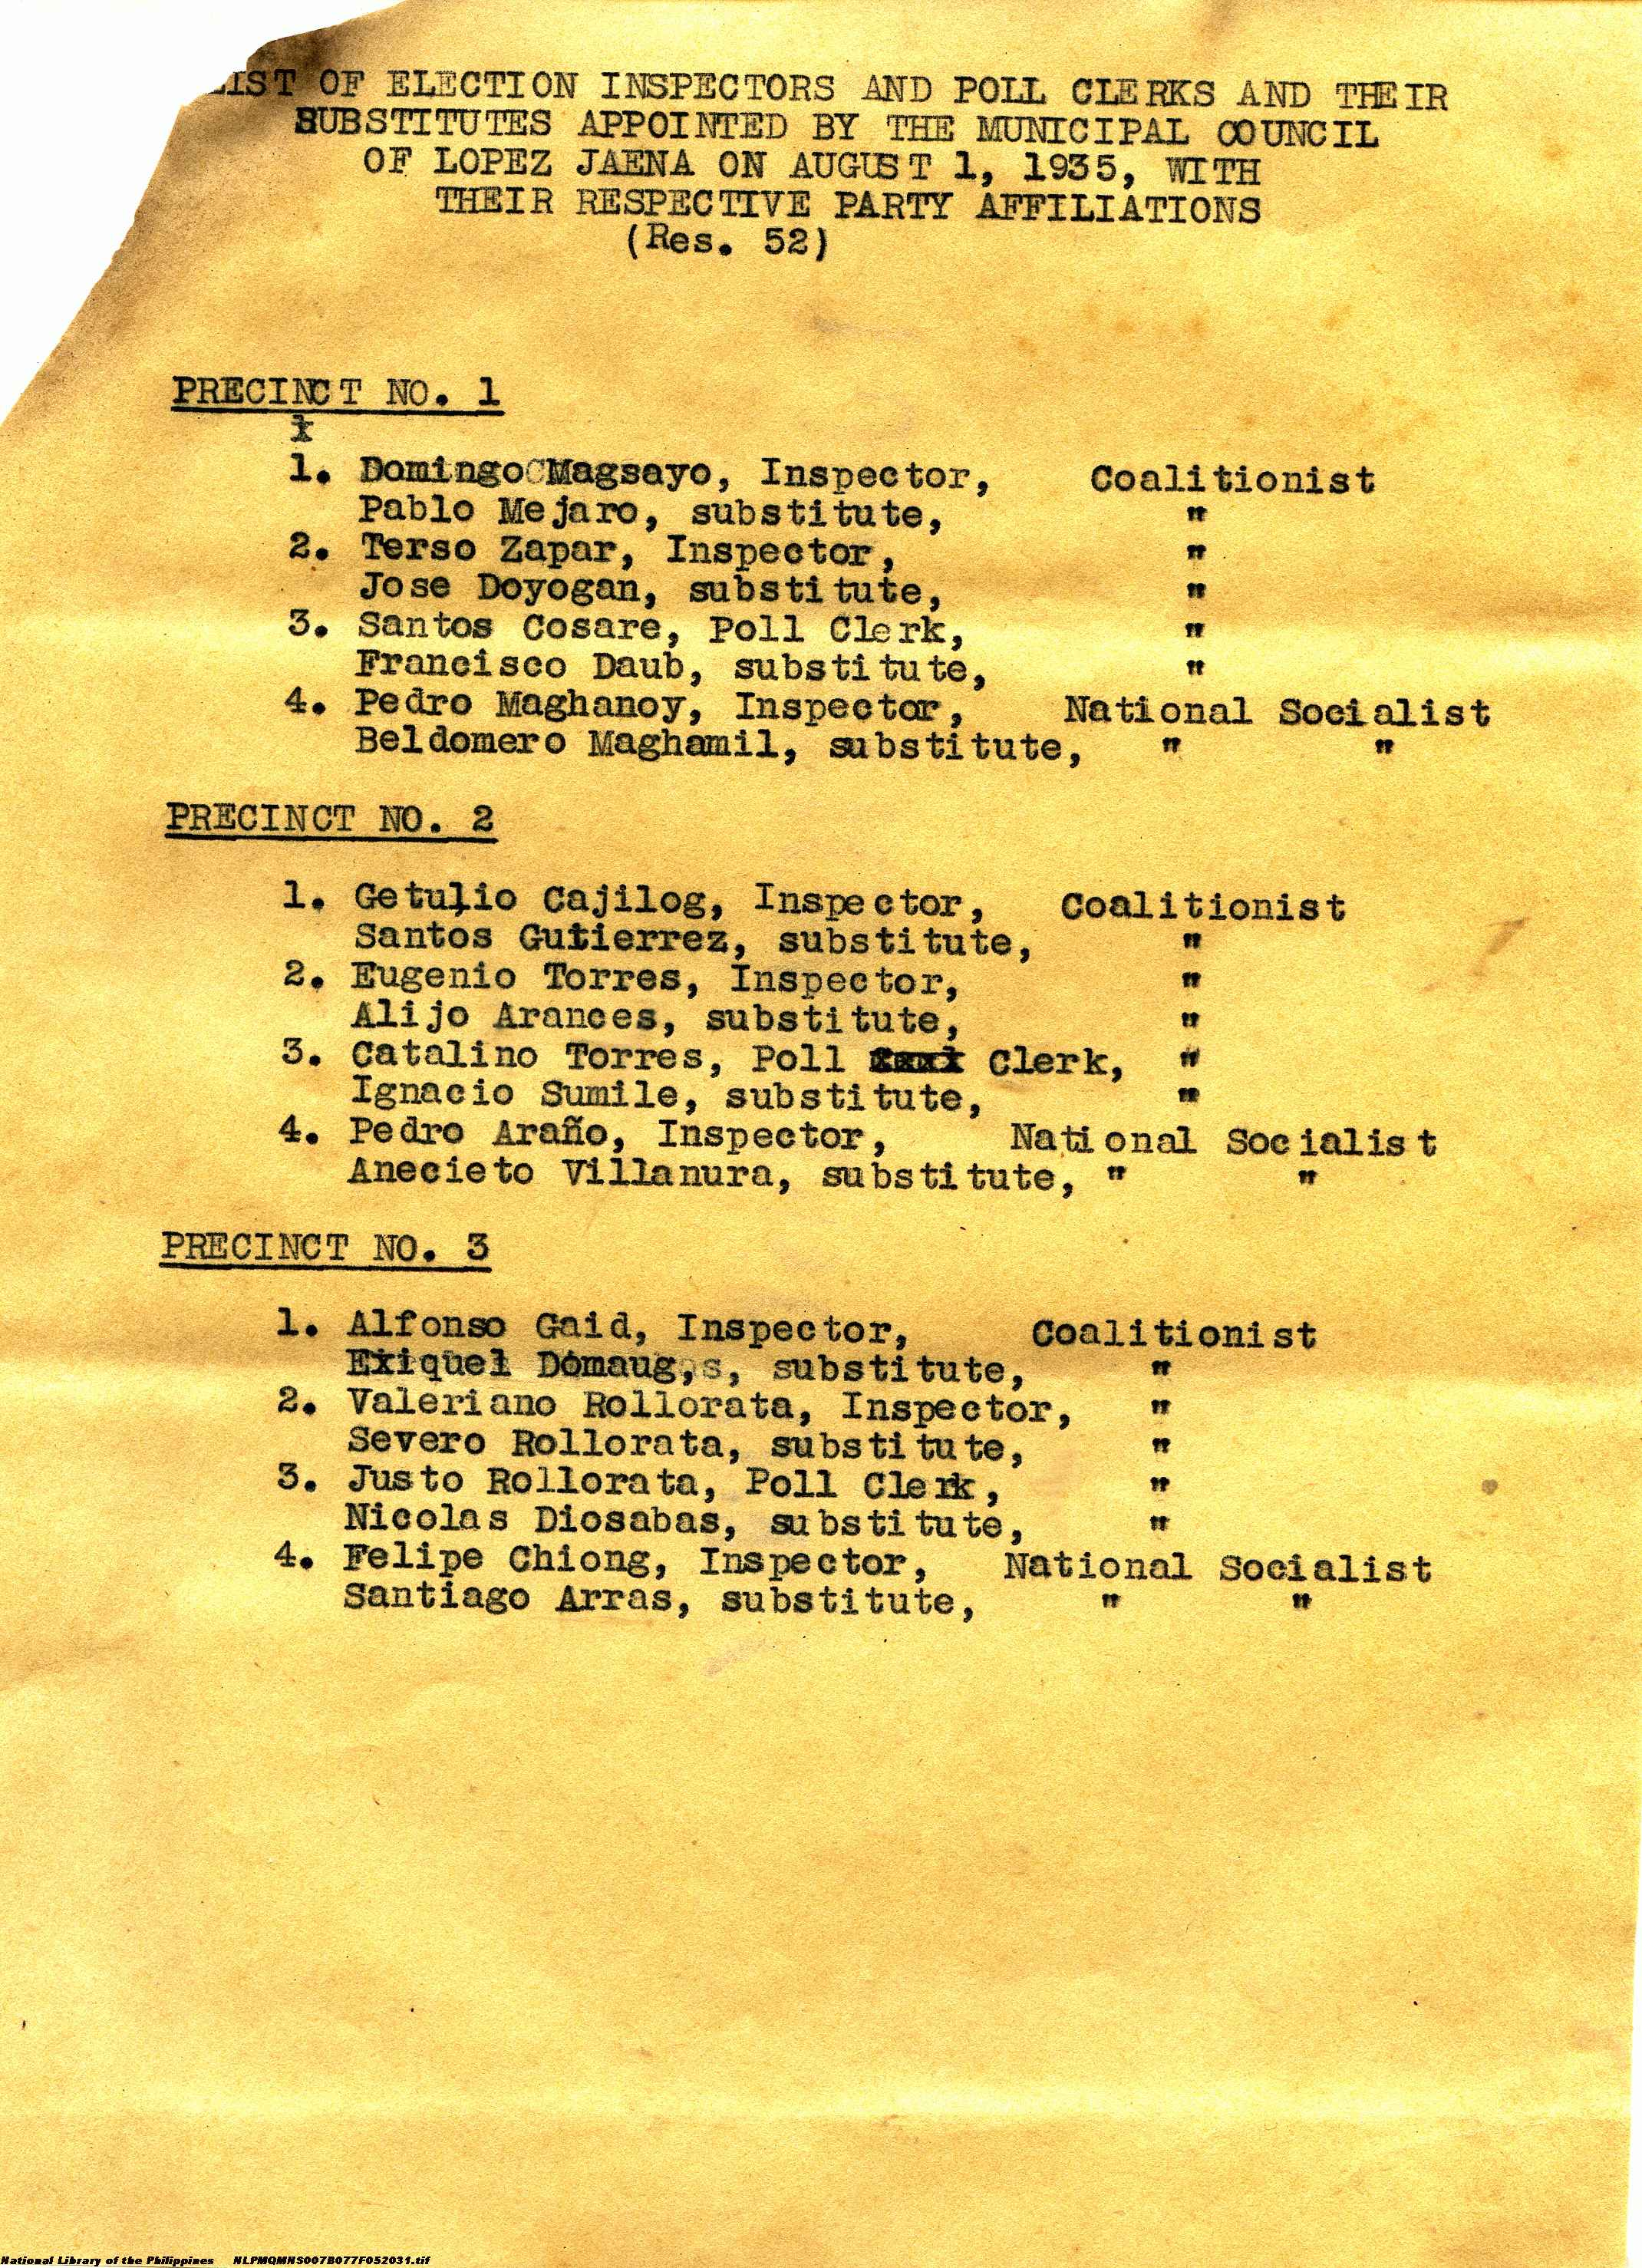 LIST OF ELECTION INSPECTORS AND POLL CLERKS AND THEIR
SUBSTITUTES APPOINTED BY THE MUNICIPAL COUNCIL
OF LOPEZ JAENA ON AUGUST 1, 1935, WITH
THEIR RESPECTIVE PARTY AFFILIATIONS
(Res. 52)
PRECINCT NO. 1
1. Domingo Magsayo, Inspector, Coalitionist
Pablo Mejaro, substitute, "
2. Terso Zapar, Inspector, "
Jose Doyogan, substitute, "
3. Santos Cosare, Poll Clerk, "
Francisco Daub, substitute, "
4. Pedro Maghanoy, Inspector, National Socialist
Beldomero Maghamil, substitute, " "
PRECINCT NO. 2
1. Getulio Cajilog, Inspector, Coalitionist
Santos Gutierrez, substitute, "
2. Eugenio Torres, Inspector, "
Alijo Arances, substitute, "
3. Catalino Torres, Poll Clerk, "
Ignacio Sumile, substitute, "
4. Pedro Araño, Inspector, National Socialist
Anecieto Villanura, substitute, " "
PRECINCT NO. 3
1. Alfonso Gaid, Inspector, Coalitionist
substitute, "
2. Valeriano Rollorata, Inspector, "
Severo Rollorata, substitute, "
3. Justo Rollorata, Poll Clerk, "
Nicolas Diosabas, substitute, "
4. Felipe Chiong, Inspector, National Socialist
Santiago Arras, substitute, " "
National Library of the Philippines NLPMQMNS007B077F052031.tif